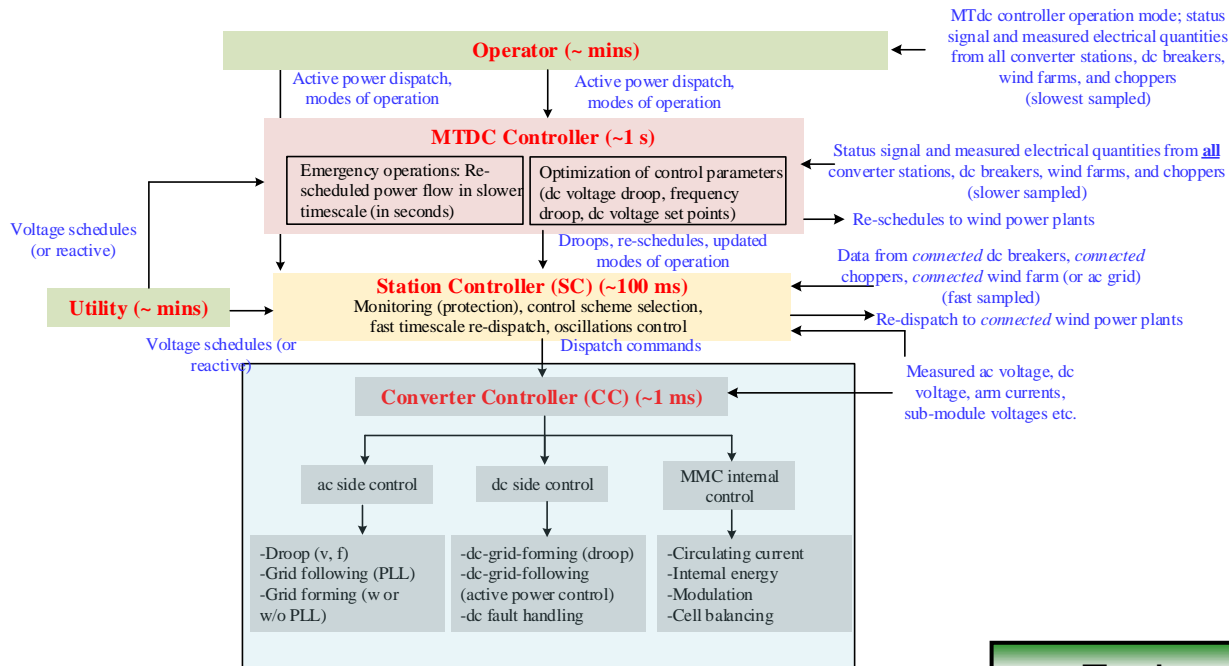 MTdc controller operation mode; status
signal and measured electrical quantities
from all converter stations, dc breakers,
wind farms, and choppers
(slowest sampled)
Operator (~ mins)
Active power dispatch,
modes of operation
Active power dispatch,
modes of operation
MTDC Controller (~1 s)
Emergency operations: Re-
scheduled power flow in slower
timescale (in seconds)
Optimization of control parameters
(dc voltage droop, frequency
droop, dc voltage set points)
Status signal and measured electrical quantities from all
converter stations, dc breakers, wind farms, and choppers
(slower sampled)
Re-schedules to wind power plants
Voltage schedules
(or reactive)
Droops, re-schedules, updated
modes of operation
Data from connected dc breakers, connected
choppers, connected wind farm (or ac grid)
(fast sampled)
Station Controller (SC) (~100 ms)
Monitoring (protection), control scheme selection,
fast timescale re-dispatch, oscillations control
Utility (~ mins)
Re-dispatch to connected wind power plants
Voltage schedules (or
reactive)
Dispatch commands
Measured ac voltage, dc
voltage, arm currents,
sub-module voltages etc.
Converter Controller (CC) (~1 ms)
ac side control
dc side control
MMC internal
control
-Droop (v, f)
-Grid following (PLL)
-Grid forming (w or
w/o PLL)
-dc-grid-forming (droop)
-dc-grid-following
(active power control)
-dc fault handling
-Circulating current
-Internal energy
-Modulation
-Cell balancing